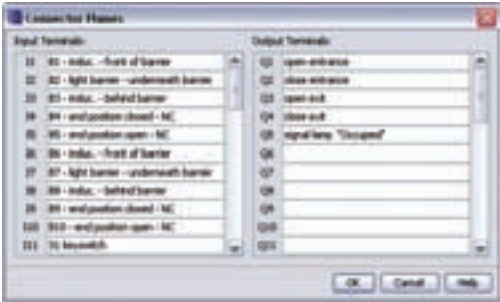 Connector Names
Input Terminals:
I1 B1 - induc. - front of barrier
I2 B2 - light barrier - underneath barrier
I3 B3 - induc. - behind barrier
I4 B4 - end position closed - NC
I5 B5 - end position open - NC
I6 B6 - induc. - front of barrier
I7 B7 - light barrier - underneath barrier
I8 B8 - induc. - behind barrier
I9 B9 - end position closed - NC
I10 B10 - end position open - NC
I11 S1 keyswitch
Output Terminals:
Q1 open entrance
Q2 close entrance
Q3 open exit
Q4 close exit
Q5 signal lamp "Occupied"
Q6
Q7
Q8
Q9
Q10
Q11
OK Cancel Help